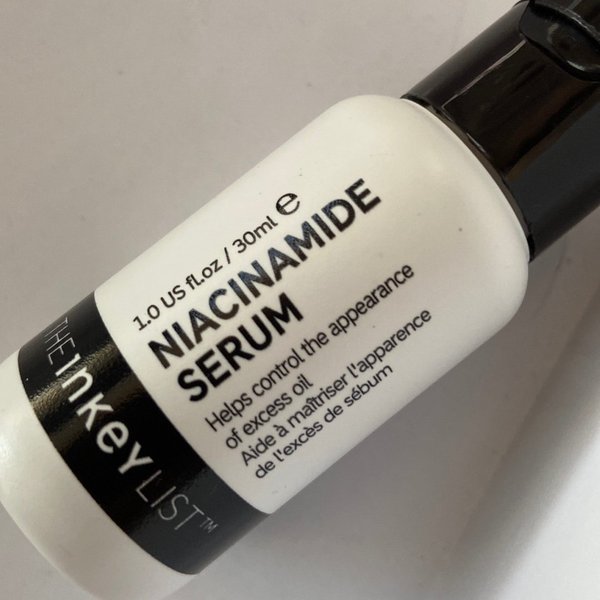 1.0 US fl.oz / 30ml ℮
NIACINAMIDE
SERUM
Helps control the appearance
of excess oil
Aide à maîtriser l'apparence
de l'excès de sébum
THE INKEY LIST™